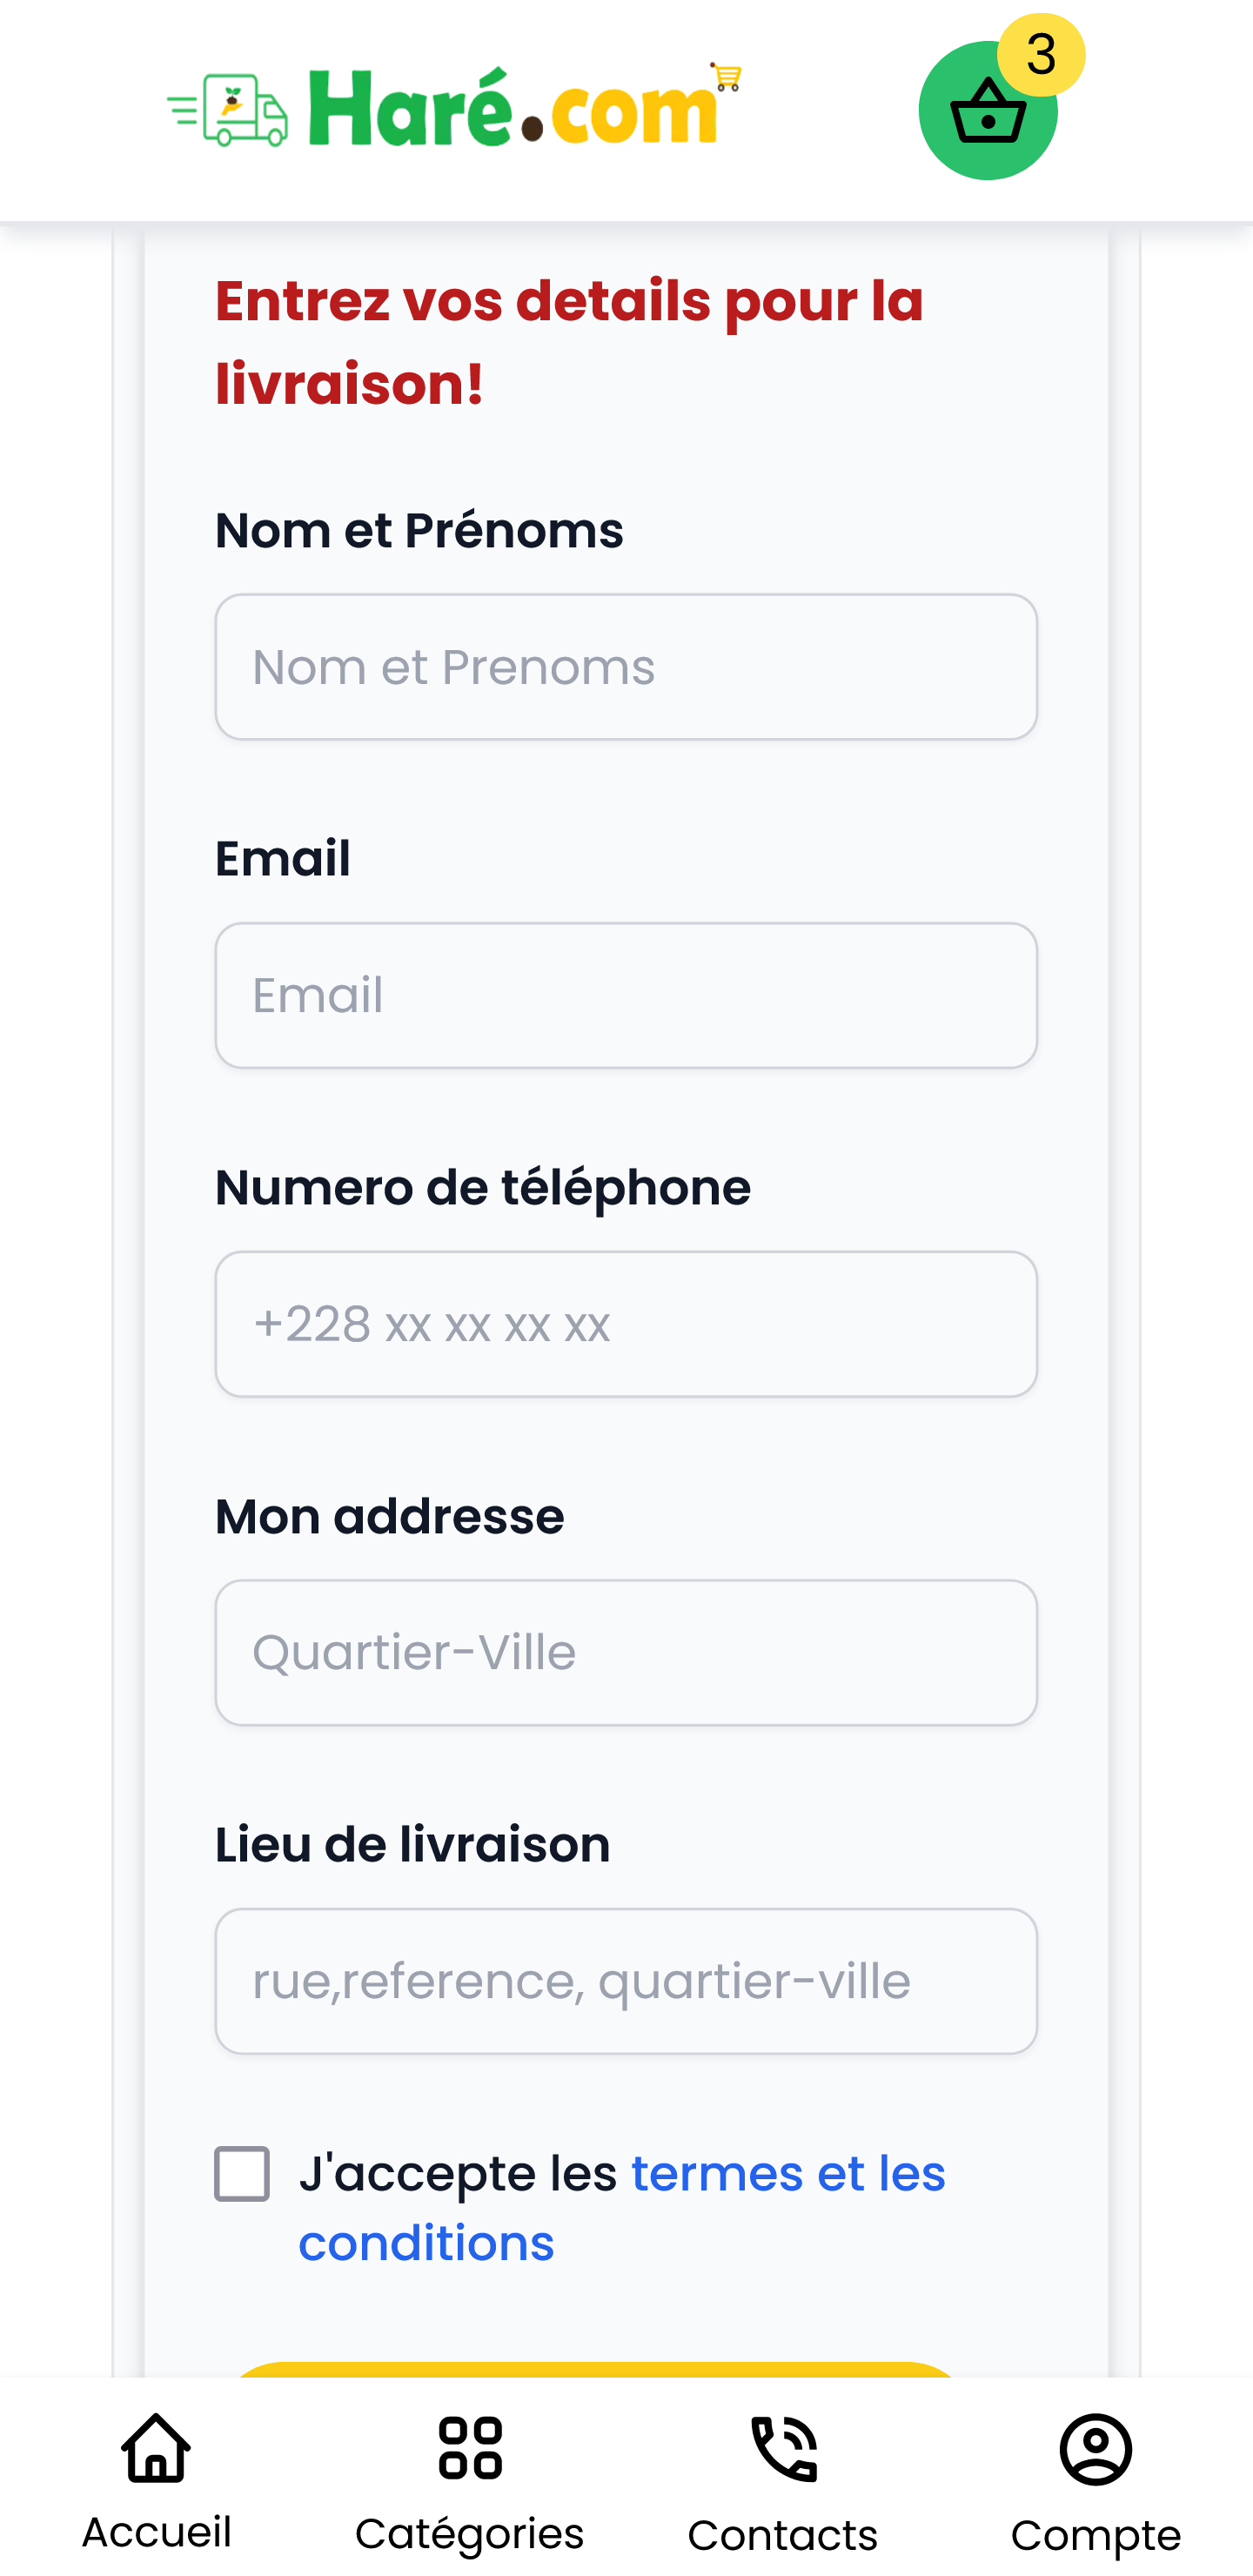 Haré.com
3
Entrez vos details pour la
livraison!
Nom et Prénoms
Nom et Prenoms
Email
Email
Numero de téléphone
+228 xx xx xx xx
Mon addresse
Quartier-Ville
Lieu de livraison
rue,reference, quartier-ville
J'accepte les termes et les
conditions
Accueil
Catégories
Contacts
Compte